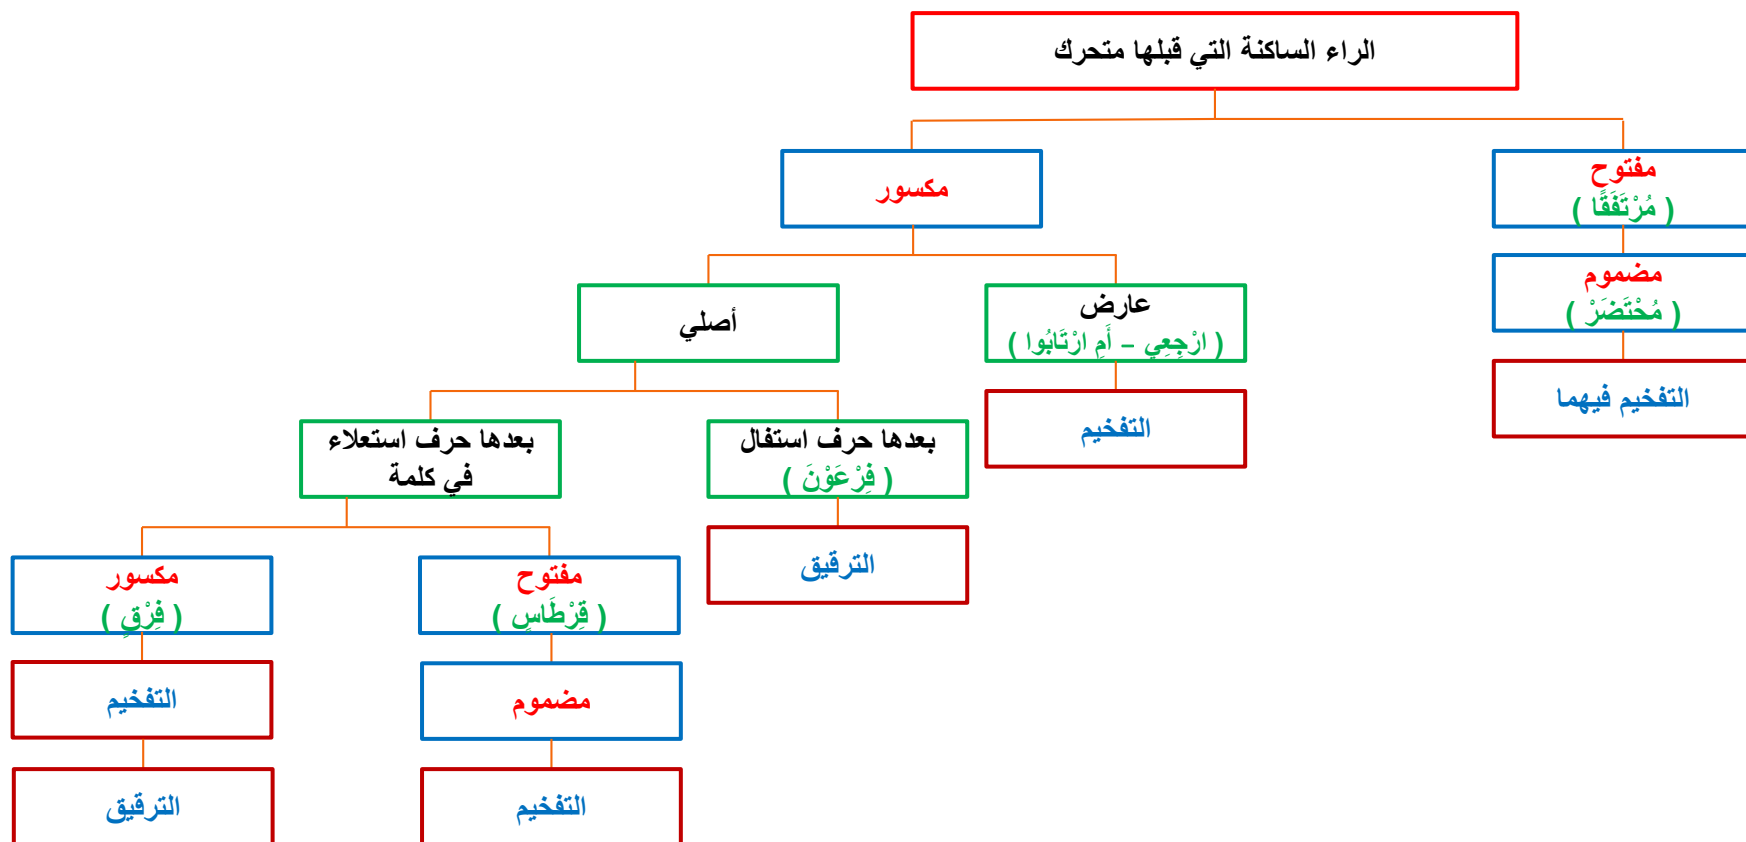 الراء الساكنة التي قبلها متحرك
مفتوح
( مُرْتَفَقًا )
مضموم
( مُحْتَضَرْ )
التفخيم فيهما
مكسور
عارض
( ارْجِعِي – أَمِ ارْتَابُوا )
التفخيم
أصلي
بعدها حرف استفال
( فِرْعَوْنَ )
الترقيق
بعدها حرف استعلاء
في كلمة
مفتوح
( قِرْطَاسٍ )
مضموم
التفخيم
مكسور
( فِرْقٍ )
التفخيم
الترقيق